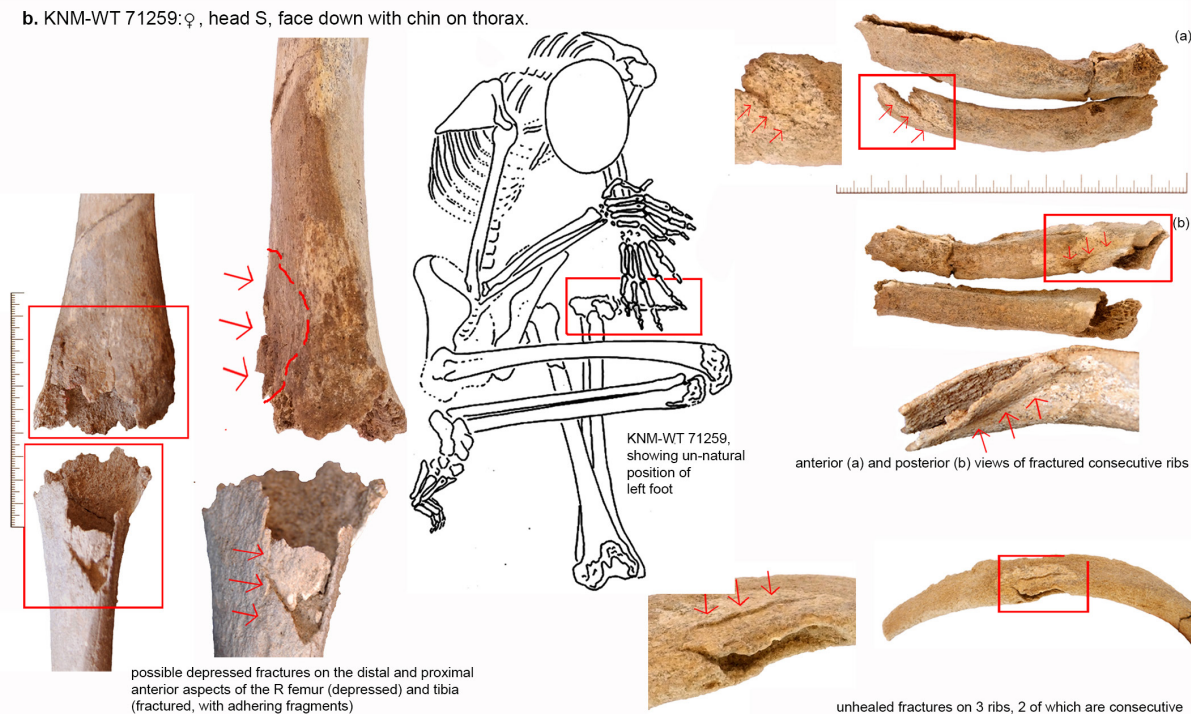 b. KNM-WT 71259:♀, head S, face down with chin on thorax.
(a)
(b)
anterior (a) and posterior (b) views of fractured consecutive ribs
KNM-WT 71259,
showing un-natural
position of
left foot
possible depressed fractures on the distal and proximal
anterior aspects of the R femur (depressed) and tibia
(fractured, with adhering fragments)
unhealed fractures on 3 ribs, 2 of which are consecutive